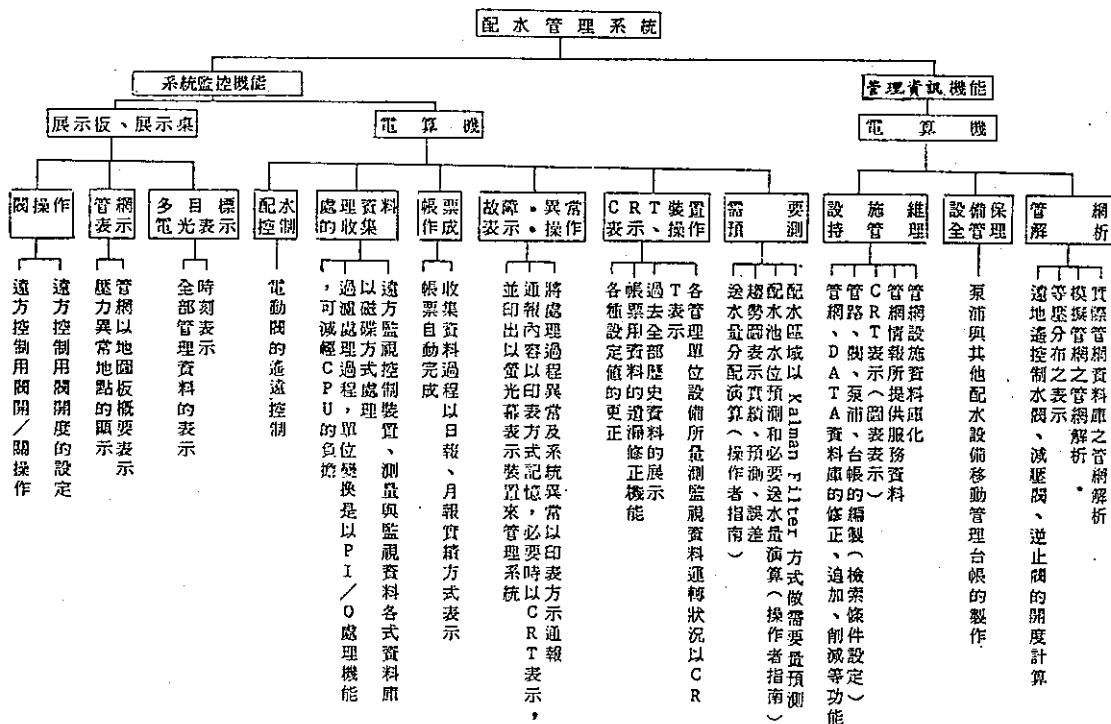 配水管理系統
系統監控機能
管理資訊機能
展示板、展示桌
電算機
電算機
閥操作
管網表示
多目標電光表示
配水控制
資料收集的處理
帳票作成
故障、異常表示、操作
CRT裝置表示、操作
需要預測
設施維持管理
設備保全管理
管網解析
遠方控制用閥開度的設定
遠方控制用閥開/關操作
管網以地圖板概要表示
壓力異常地點的顯示
時刻表示
全部管理資料的表示
電動閥的遙遠控制
遠方監視控制裝置、測量與監視資料各式資料庫
以磁碟方式處理
過濾處理過程,單位變換是以PI/O處理機能
,可減輕CPU的負擔
收集資料過程以日報、月報實績方式表示
帳票自動完成
將處理過程異常及系統異常以印表方示通報
通報內容以印表方式記憶,必要時以CRT表示,
並印出以螢光幕表示裝置來管理系統
各管理單位設備所量測監視資料運轉狀況以CR
T表示
過去全部歷史資料的展示
帳票用資料的遺漏修正機能
各種設定值的更正
配水區域以Kalman Filter方式做需要量預測
配水池水位預測和必要送水量演算(操作者指南)
趨勢圖表示實績、預測、誤差
送水量分配演算(操作者指南)
管網設施資料庫化
管網情報所提供服務資料
CRT表示(圖表表示)
管路、閥、泵浦、台帳的編製(檢索條件設定)
管網、DATA資料庫的修正、追加、削減等功能
泵浦與其他配水設備移動管理台帳的製作
實際管網資料庫之管網解析
模擬管網之管網解析。
等壓分布之表示
遠地遙控制水閥、減壓閥、逆止閥的開度計算